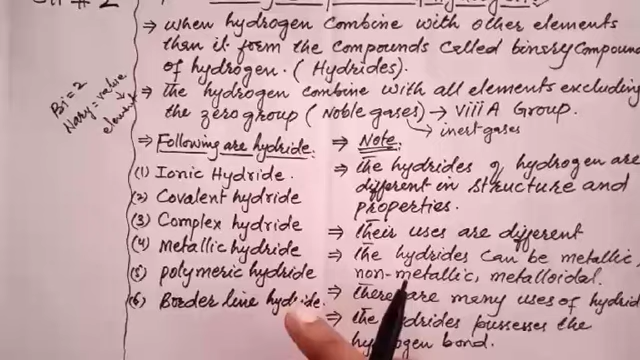 ⇒ when hydrogen combine with other elements
than it form the compounds called binary compound
of hydrogen. (Hydrides).
⇒ the hydrogen combine with all elements excluding
the zero group (Noble gases) → VIII A Group.
inert gases
Bi = 2
Nary = value
element
⇒ Following are hydride.
(1) Ionic Hydride.
(2) Covalent hydride
(3) Complex hydride
(4) Metallic hydride
(5) polymeric hydride
(6) Border line hydride.
⇒ Note:
⇒ the hydrides of hydrogen are
different in structure and
properties.
⇒ their uses are different
⇒ the hydrides can be metallic,
non-metallic, metalloidal.
⇒ there are many uses of hydrid
⇒ the hydrides possesses the
hydrogen bond.